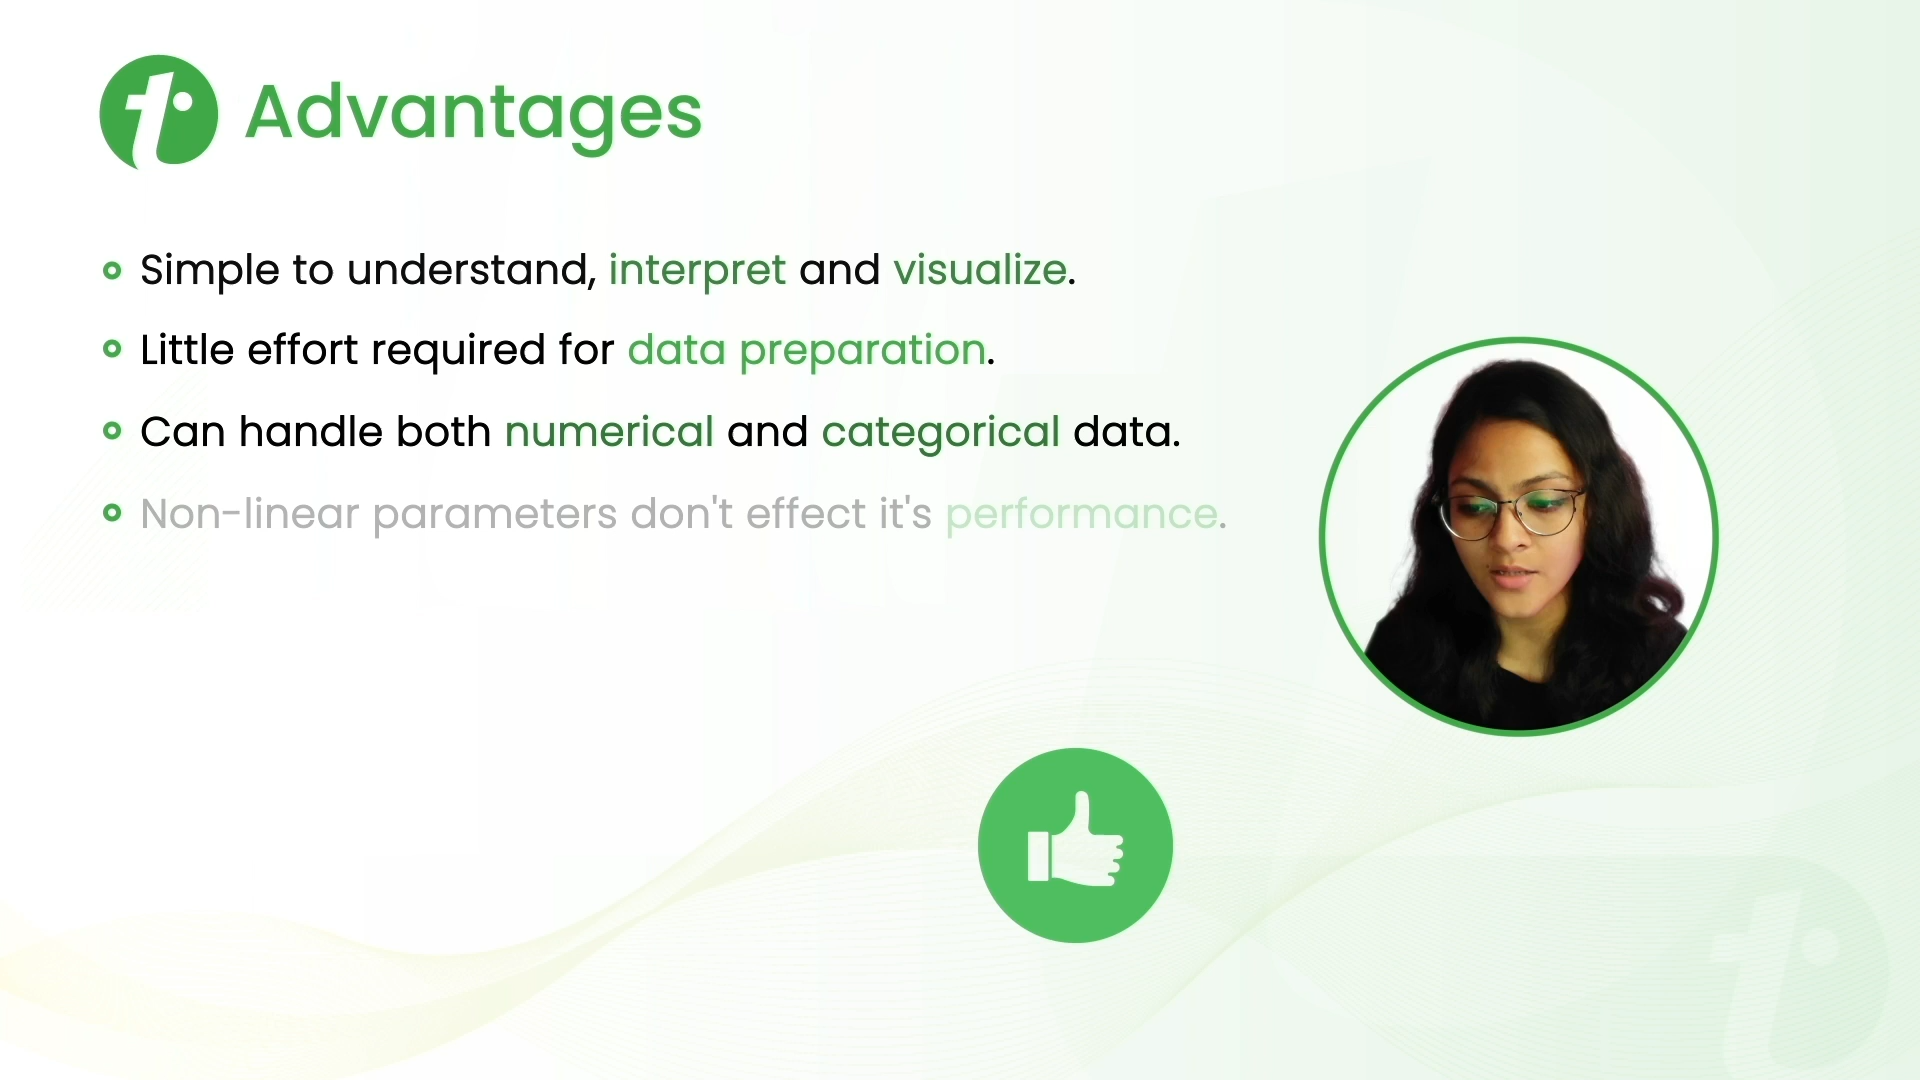 Advantages
Simple to understand, interpret and visualize.
Little effort required for data preparation.
Can handle both numerical and categorical data.
Non-linear parameters don't effect it's performance.